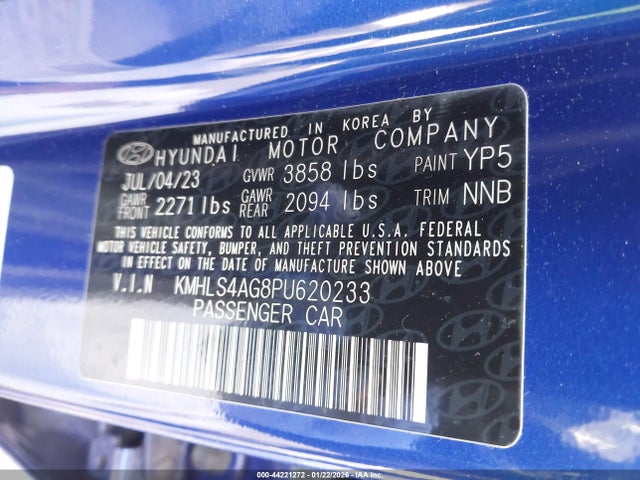 MANUFACTURED IN KOREA BY
HYUNDAI MOTOR COMPANY
JUL/04/23 GVWR 3858 lbs PAINT YP5
GAWR FRONT 2271 lbs GAWR REAR 2094 lbs TRIM NNB
THIS VEHICLE CONFORMS TO ALL APPLICABLE U.S.A. FEDERAL
MOTOR VEHICLE SAFETY, BUMPER, AND THEFT PREVENTION STANDARDS
IN EFFECT ON THE DATE OF MANUFACTURE SHOWN ABOVE
V.I.N KMHLS4AG8PU620233
PASSENGER CAR
000-44221272 - 01/22/2026 - IAA Inc.